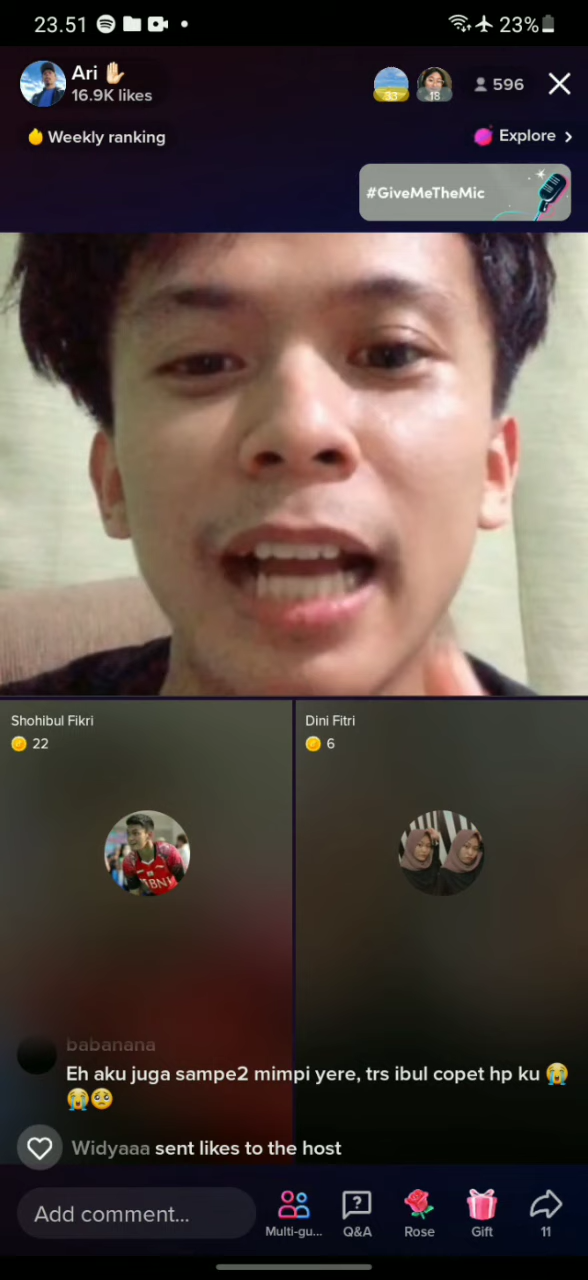 23.51
23%
Ari ✋🏻
16.9K likes
33
18
596
Weekly ranking
Explore >
#GiveMeTheMic
Shohibul Fikri
22
Dini Fitri
6
BNI
babanana
Eh aku juga sampe2 mimpi yere, trs ibul copet hp ku 😭
😭🥺
Widyaaa sent likes to the host
Add comment...
Multi-gu...
Q&A
Rose
Gift
11